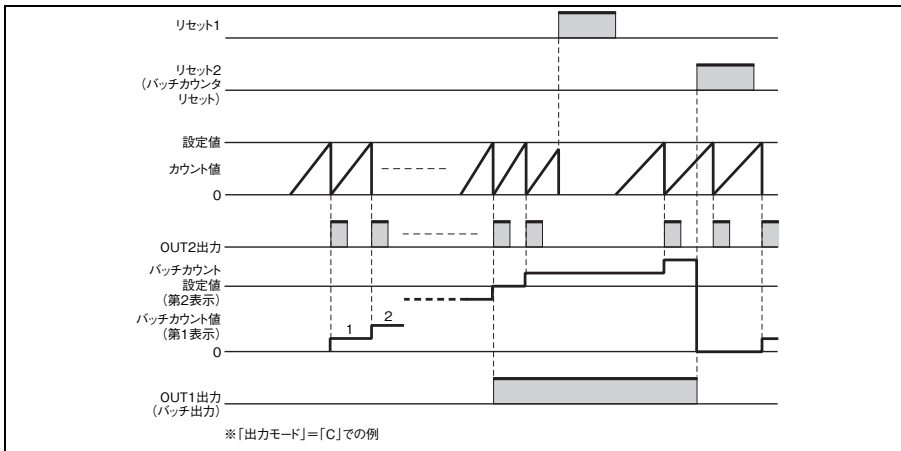 リセット1
リセット2
(バッチカウンタ
リセット)
設定値
カウント値
0
OUT2出力
バッチカウント
設定値
(第2表示)
バッチカウント値
(第1表示)
1
2
0
OUT1出力
(バッチ出力)
※「出力モード」=「C」での例